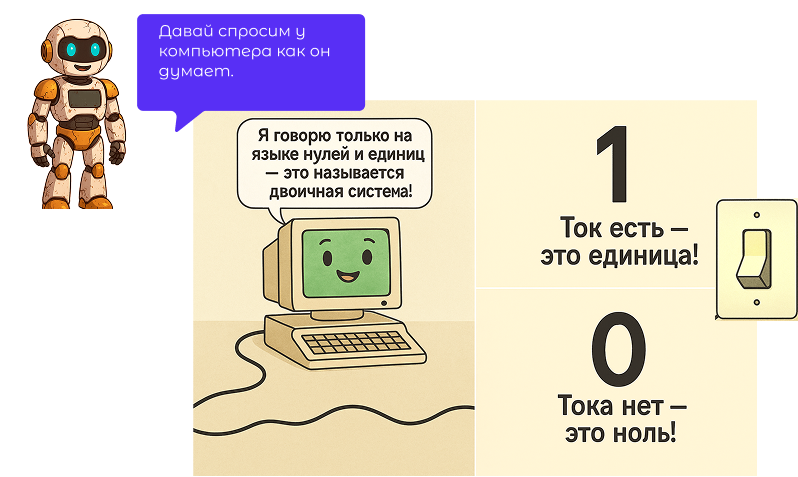 Давай спросим у
компьютера как он
думает.
Я говорю только на
языке нулей и единиц
— это называется
двоичная система!
1
Ток есть –
это единица!
0
Тока нет –
это ноль!